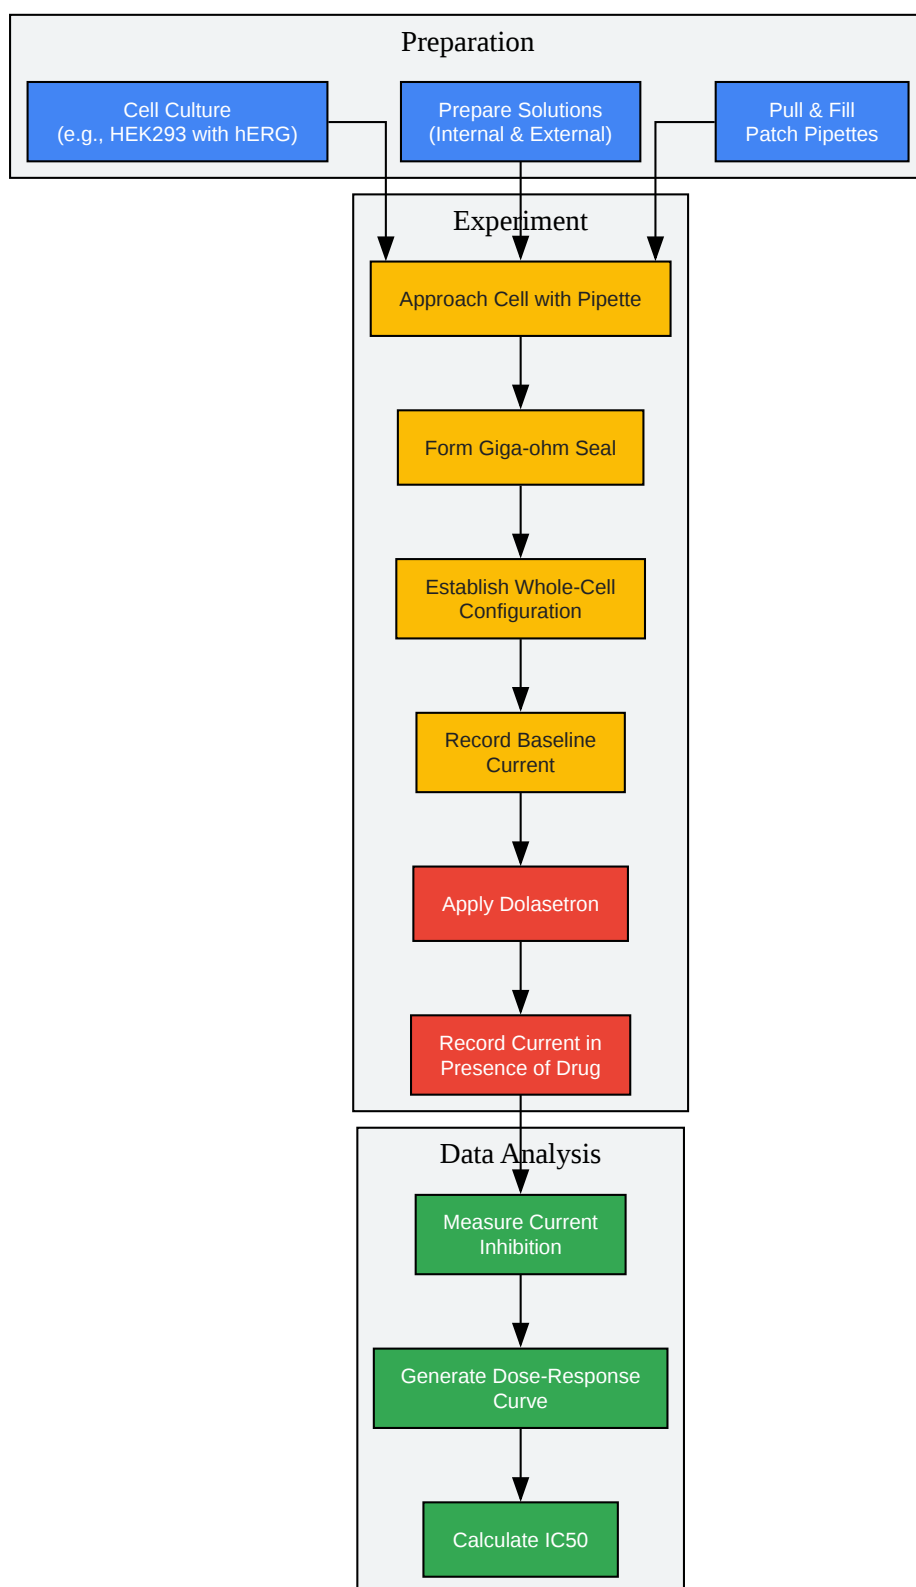 Preparation
Cell Culture
(e.g., HEK293 with hERG)
Prepare Solutions
(Internal & External)
Pull & Fill
Patch Pipettes
Experiment
Approach Cell with Pipette
Form Giga-ohm Seal
Establish Whole-Cell
Configuration
Record Baseline
Current
Apply Dolasetron
Record Current in
Presence of Drug
Data Analysis
Measure Current
Inhibition
Generate Dose-Response
Curve
Calculate IC50